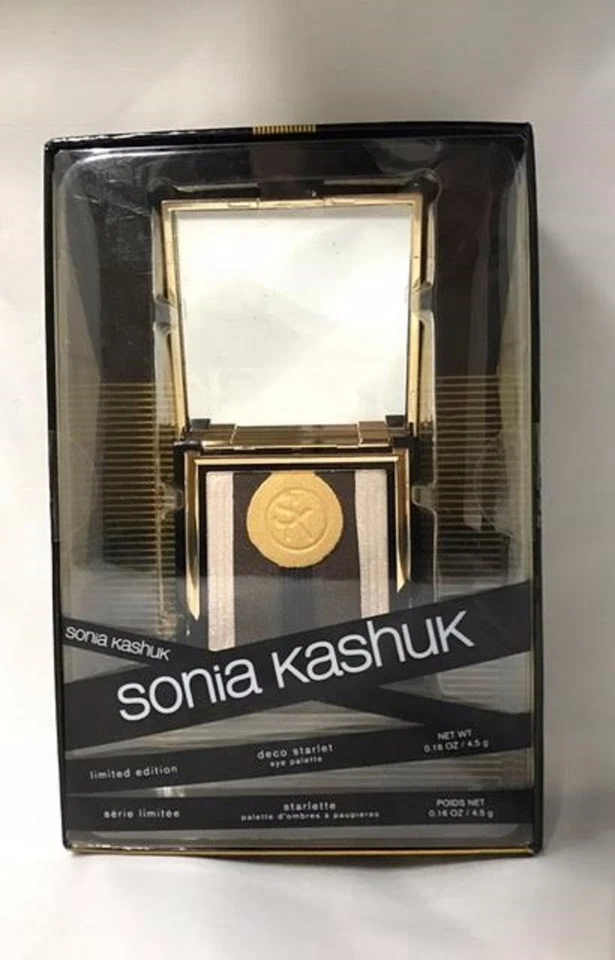 SK
sonia kashuk
sonia kashuk
limited edition
deco starlet
eye palette
NET WT
0.16 OZ / 4.5 g
série limitée
starlette
palette d'ombres à paupières
POIDS NET
0.16 OZ / 4.5 g